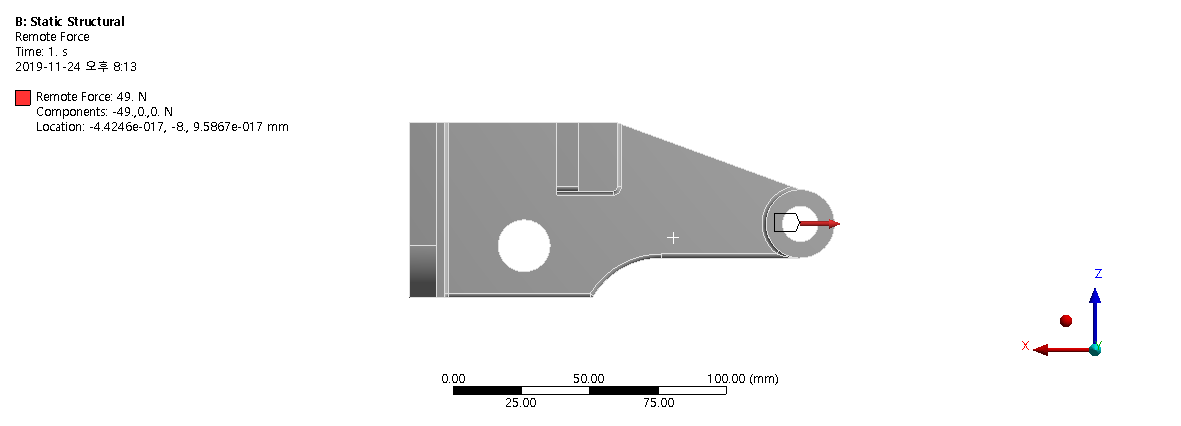 B: Static Structural
Remote Force
Time: 1. s
2019-11-24 오후 8:13
Remote Force: 49. N
Components: -49.,0.,0. N
Location: -4.4246e-017, -8., 9.5867e-017 mm
Z
X
Y
0.00 50.00 100.00 (mm)
25.00 75.00